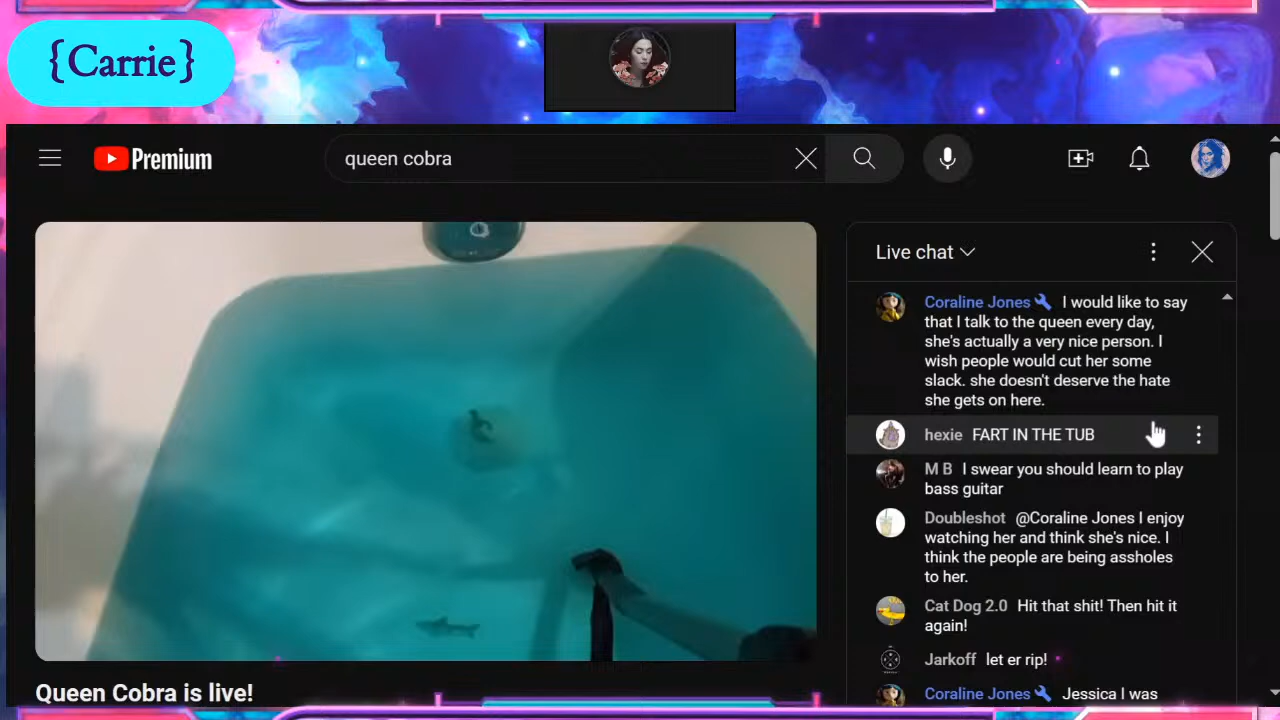 {Carrie}
Premium
queen cobra
Live chat
Coraline Jones I would like to say
that I talk to the queen every day,
she's actually a very nice person. I
wish people would cut her some
slack. she doesn't deserve the hate
she gets on here.
hexie FART IN THE TUB
M B I swear you should learn to play
bass guitar
Doubleshot @Coraline Jones I enjoy
watching her and think she's nice. I
think the people are being assholes
to her.
Cat Dog 2.0 Hit that shit! Then hit it
again!
Jarkoff let er rip!
Coraline Jones Jessica I was
Queen Cobra is live!